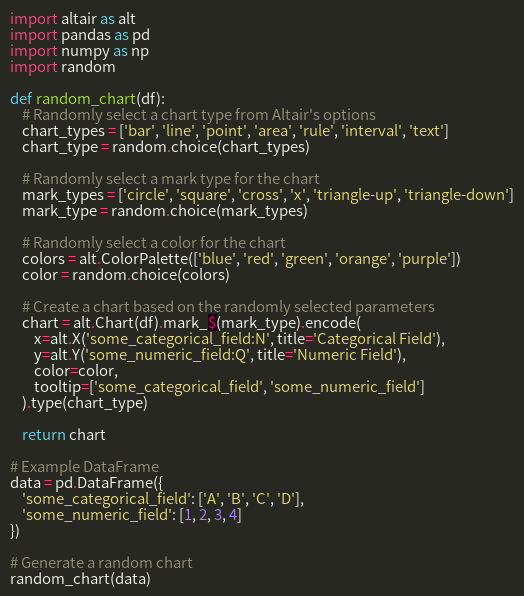 import altair as alt
import pandas as pd
import numpy as np
import random

def random_chart(df):
    # Randomly select a chart type from Altair's options
    chart_types = ['bar', 'line', 'point', 'area', 'rule', 'interval', 'text']
    chart_type = random.choice(chart_types)

    # Randomly select a mark type for the chart
    mark_types = ['circle', 'square', 'cross', 'x', 'triangle-up', 'triangle-down']
    mark_type = random.choice(mark_types)

    # Randomly select a color for the chart
    colors = alt.ColorPalette(['blue', 'red', 'green', 'orange', 'purple'])
    color = random.choice(colors)

    # Create a chart based on the randomly selected parameters
    chart = alt.Chart(df).mark_$(mark_type).encode(
        x=alt.X('some_categorical_field:N', title='Categorical Field'),
        y=alt.Y('some_numeric_field:Q', title='Numeric Field'),
        color=color,
        tooltip=['some_categorical_field', 'some_numeric_field']
    ).type(chart_type)

    return chart

# Example DataFrame
data = pd.DataFrame({
    'some_categorical_field': ['A', 'B', 'C', 'D'],
    'some_numeric_field': [1, 2, 3, 4]
})

# Generate a random chart
random_chart(data)